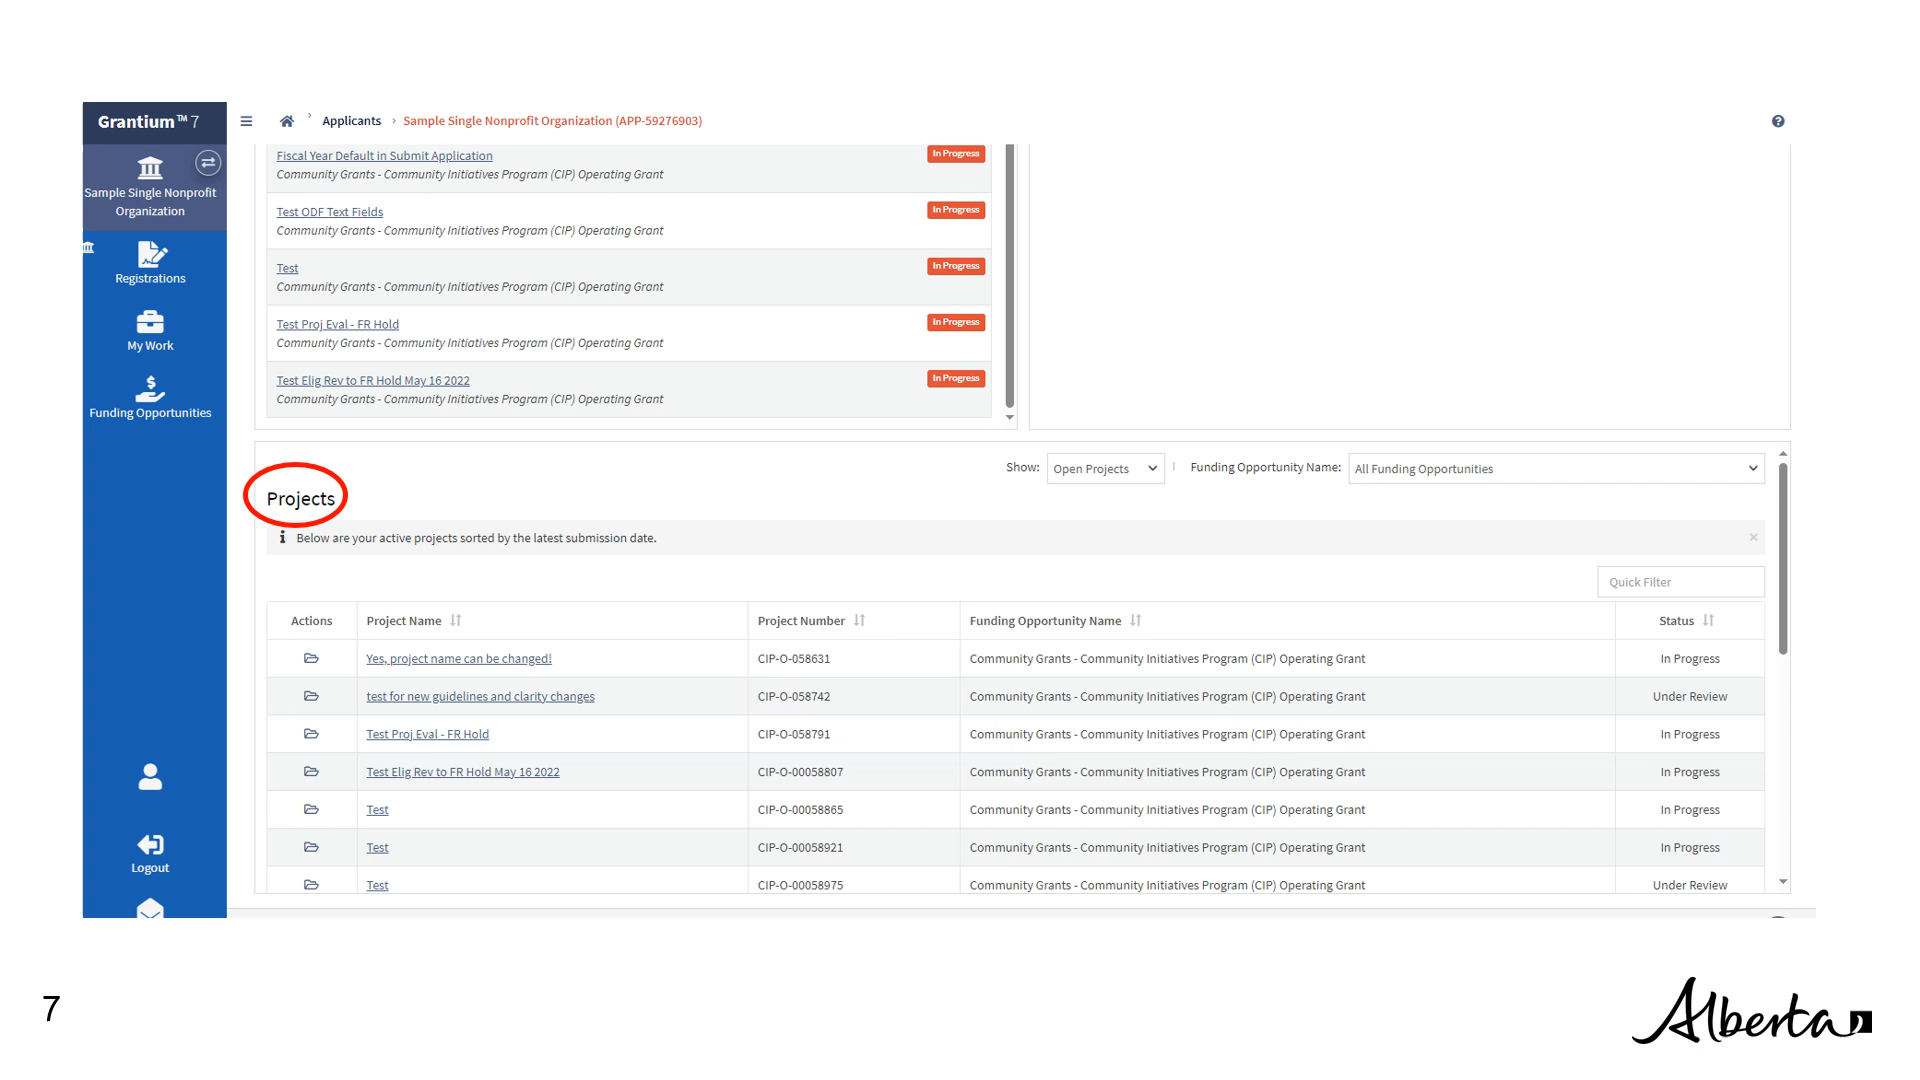 Grantium™ 7
Applicants › Sample Single Nonprofit Organization (APP-59276903)
Sample Single Nonprofit
Organization
Registrations
My Work
Funding Opportunities
Logout
Fiscal Year Default in Submit Application In Progress
Community Grants - Community Initiatives Program (CIP) Operating Grant
Test ODF Text Fields In Progress
Community Grants - Community Initiatives Program (CIP) Operating Grant
Test In Progress
Community Grants - Community Initiatives Program (CIP) Operating Grant
Test Proj Eval - FR Hold In Progress
Community Grants - Community Initiatives Program (CIP) Operating Grant
Test Elig Rev to FR Hold May 16 2022 In Progress
Community Grants - Community Initiatives Program (CIP) Operating Grant
Show: Open Projects | Funding Opportunity Name: All Funding Opportunities
Projects
Below are your active projects sorted by the latest submission date.
Quick Filter
Actions Project Name Project Number Funding Opportunity Name Status
Yes, project name can be changed! CIP-O-058631 Community Grants - Community Initiatives Program (CIP) Operating Grant In Progress
test for new guidelines and clarity changes CIP-O-058742 Community Grants - Community Initiatives Program (CIP) Operating Grant Under Review
Test Proj Eval - FR Hold CIP-O-058791 Community Grants - Community Initiatives Program (CIP) Operating Grant In Progress
Test Elig Rev to FR Hold May 16 2022 CIP-O-00058807 Community Grants - Community Initiatives Program (CIP) Operating Grant In Progress
Test CIP-O-00058865 Community Grants - Community Initiatives Program (CIP) Operating Grant In Progress
Test CIP-O-00058921 Community Grants - Community Initiatives Program (CIP) Operating Grant In Progress
Test CIP-O-00058975 Community Grants - Community Initiatives Program (CIP) Operating Grant Under Review
7
Alberta